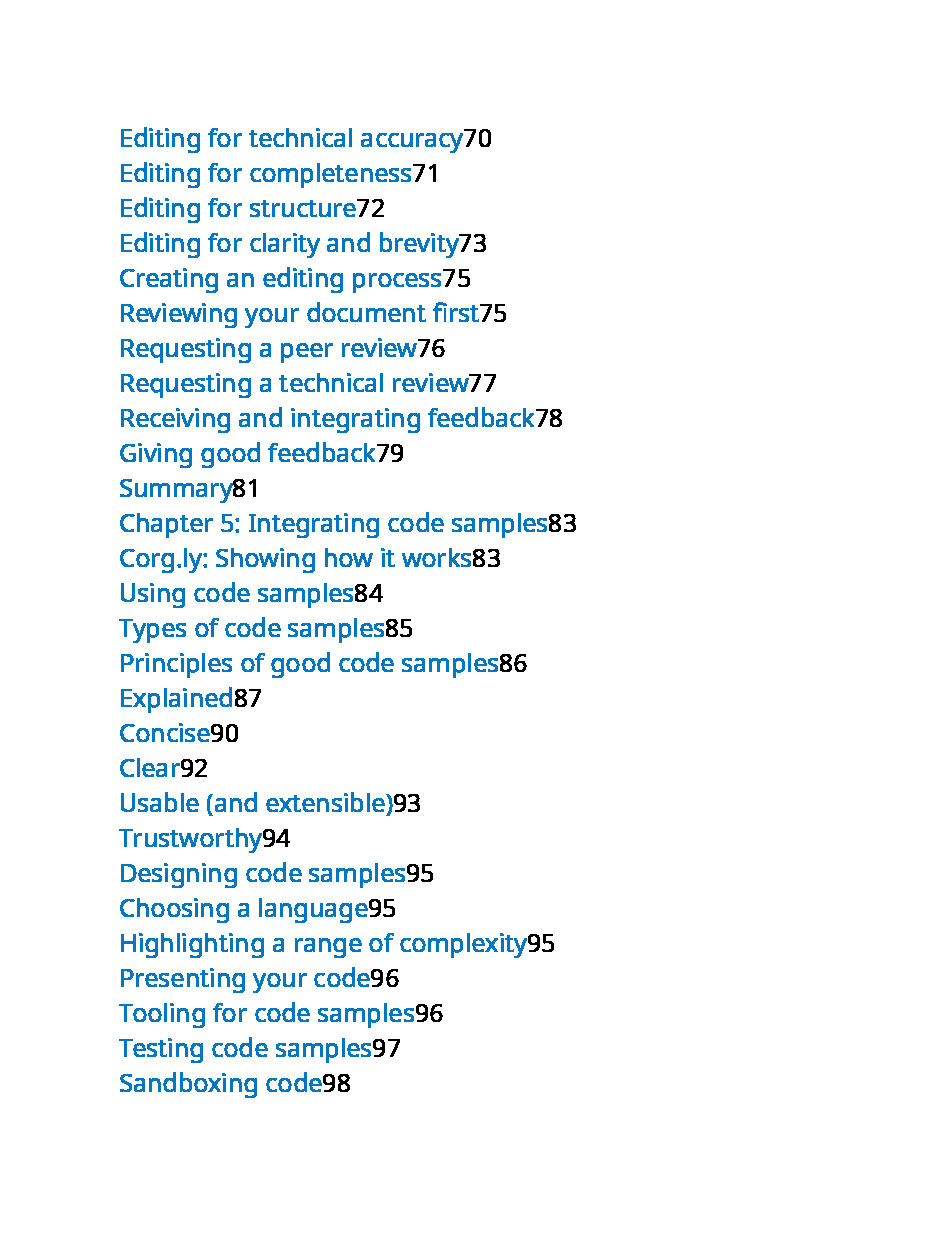 Editing for technical accuracy70
Editing for completeness71
Editing for structure72
Editing for clarity and brevity73
Creating an editing process75
Reviewing your document first75
Requesting a peer review76
Requesting a technical review77
Receiving and integrating feedback78
Giving good feedback79
Summary81
Chapter 5: Integrating code samples83
Corg.ly: Showing how it works83
Using code samples84
Types of code samples85
Principles of good code samples86
Explained87
Concise90
Clear92
Usable (and extensible)93
Trustworthy94
Designing code samples95
Choosing a language95
Highlighting a range of complexity95
Presenting your code96
Tooling for code samples96
Testing code samples97
Sandboxing code98